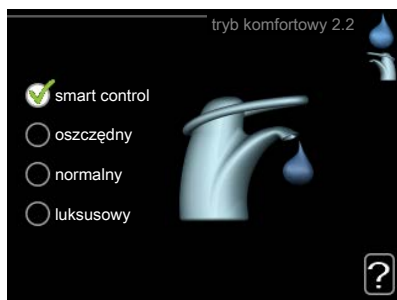 tryb komfortowy 2.2
smart control
oszczędny
normalny
luksusowy
?